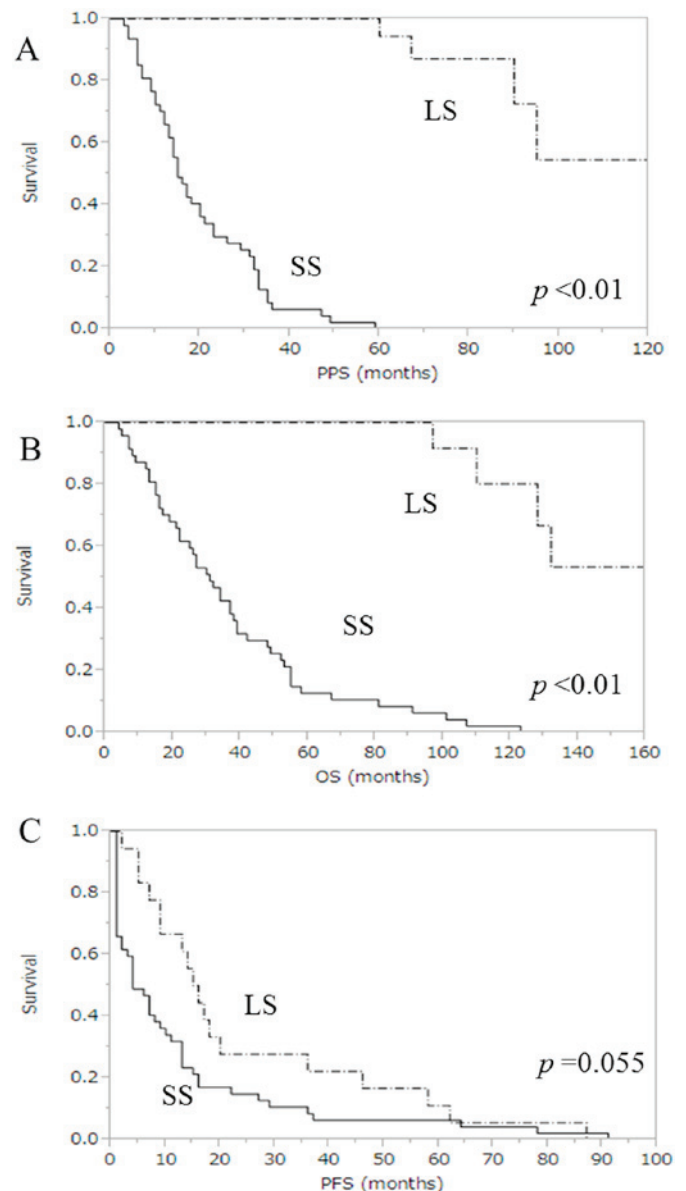 A
Survival
1.0
0.8
0.6
0.4
0.2
0.0
LS
SS
p <0.01
0 20 40 60 80 100 120
PPS (months)
B
Survival
1.0
0.8
0.6
0.4
0.2
0.0
LS
SS
p <0.01
0 20 40 60 80 100 120 140 160
OS (months)
C
Survival
1.0
0.8
0.6
0.4
0.2
0.0
LS
SS
p =0.055
0 10 20 30 40 50 60 70 80 90 100
PFS (months)